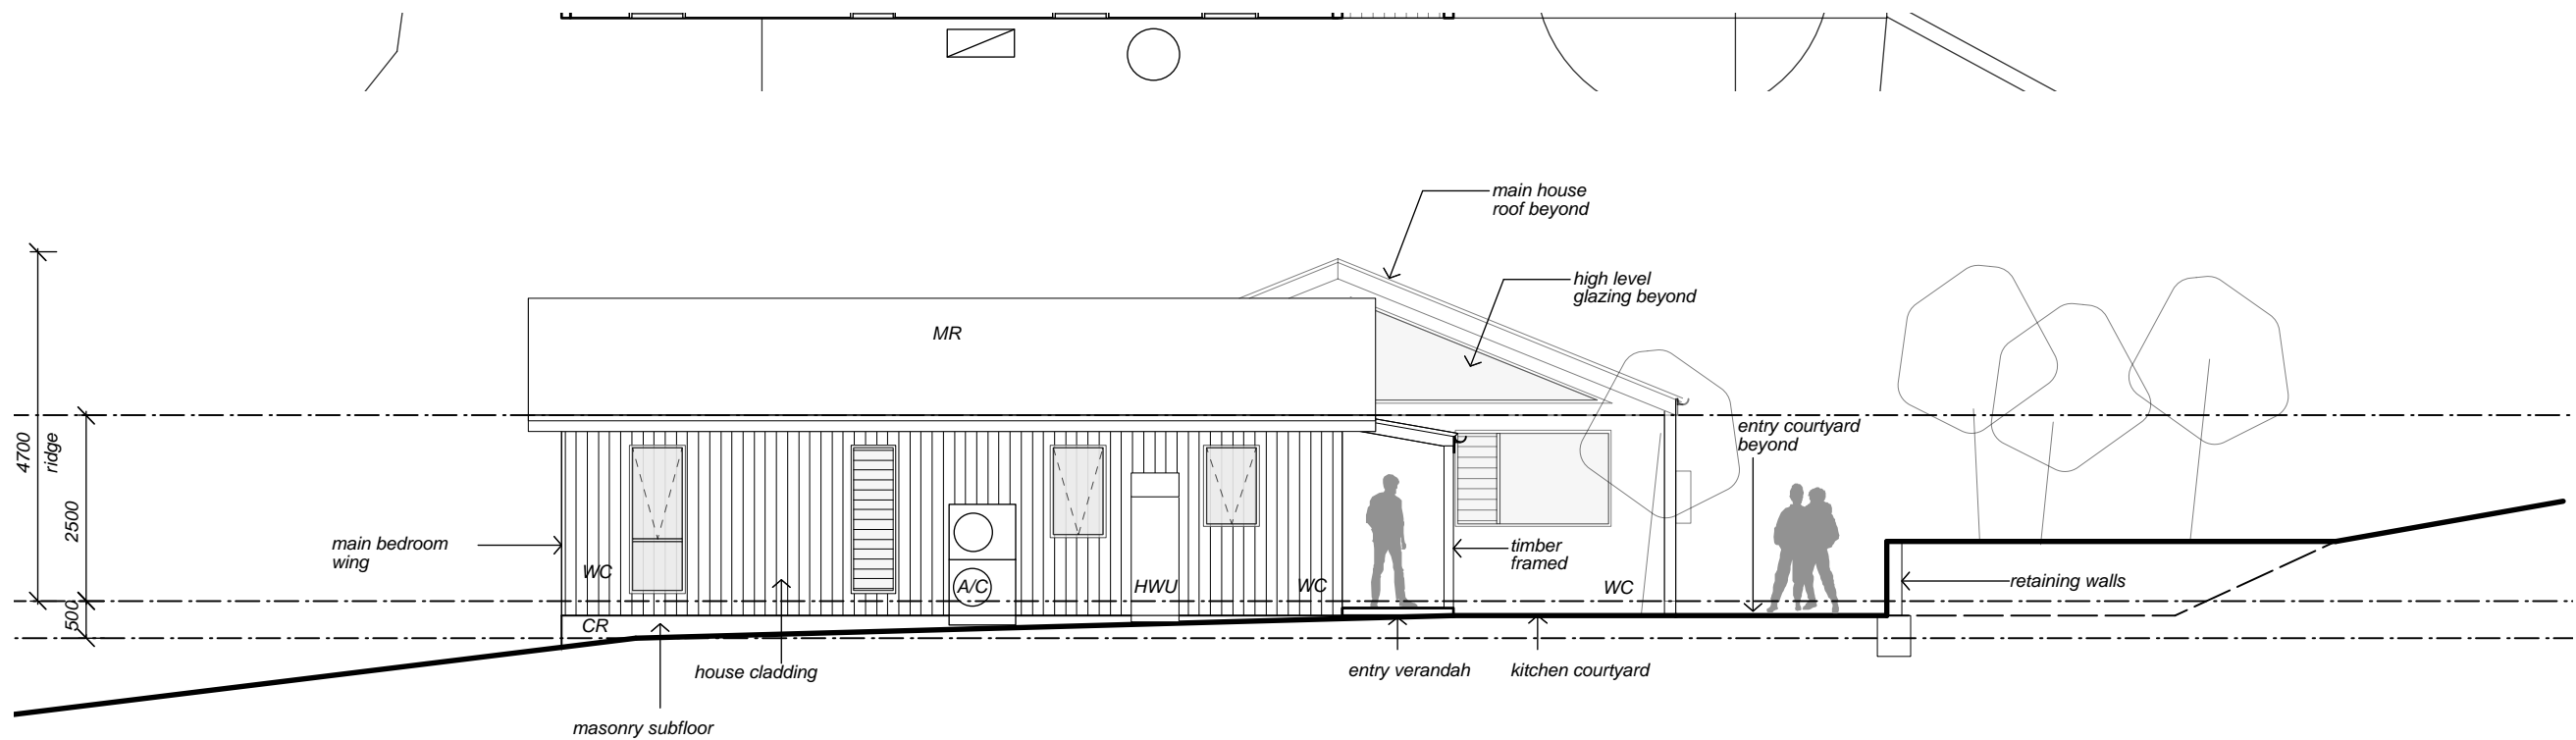 main house
roof beyond
high level
glazing beyond
MR
entry courtyard
beyond
4700
ridge
2500
500
main bedroom
wing
timber
framed
WC
A/C
HWU
WC
WC
retaining walls
CR
house cladding
entry verandah
kitchen courtyard
masonry subfloor